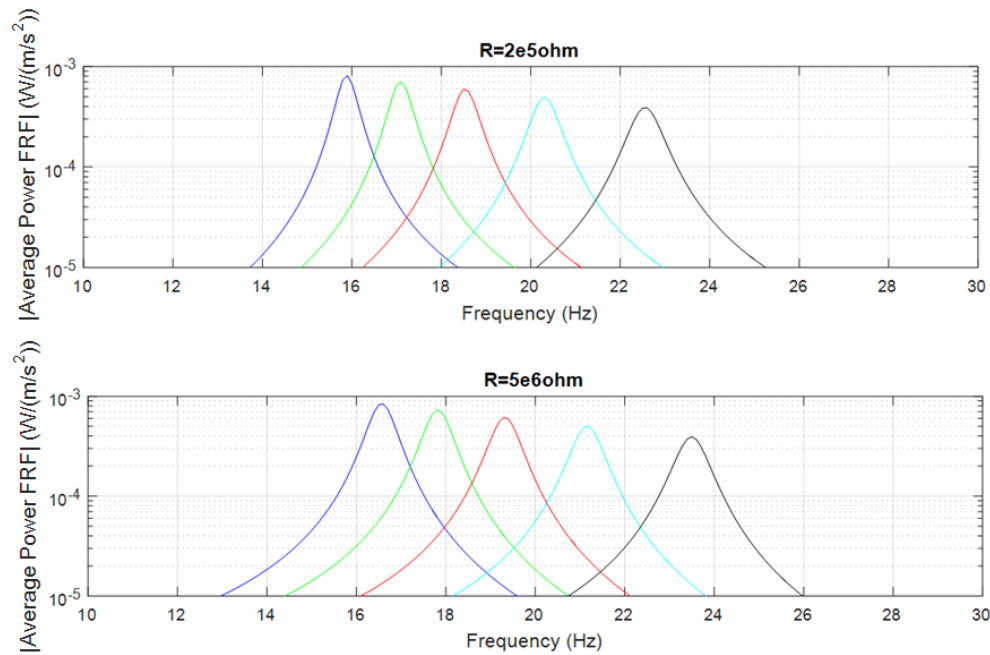 R=2e5ohm
|Average Power FRF| (W/(m/s²))
10⁻³
10⁻⁴
10⁻⁵
10 12 14 16 18 20 22 24 26 28 30
Frequency (Hz)
R=5e6ohm
|Average Power FRF| (W/(m/s²))
10⁻³
10⁻⁴
10⁻⁵
10 12 14 16 18 20 22 24 26 28 30
Frequency (Hz)